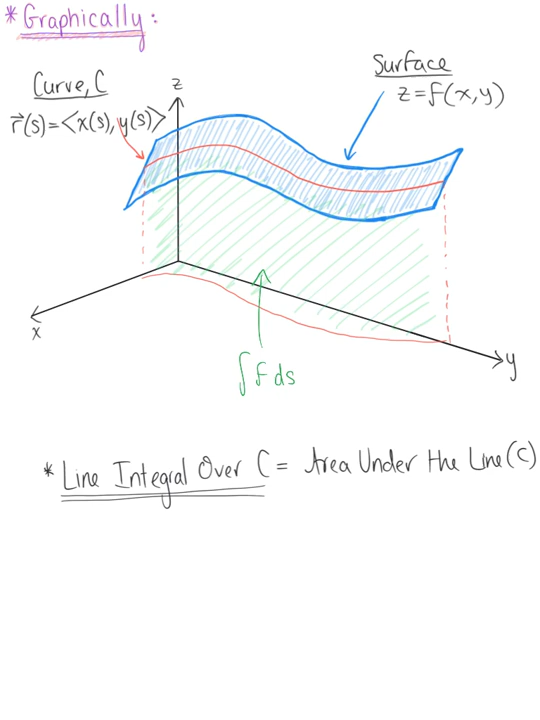 * Graphically:
Surface
z = f(x,y)
Curve, C
r⃗(s) = <x(s), y(s)>
z
x
y
∫ f ds
* Line Integral Over C = Area Under the Line (C)